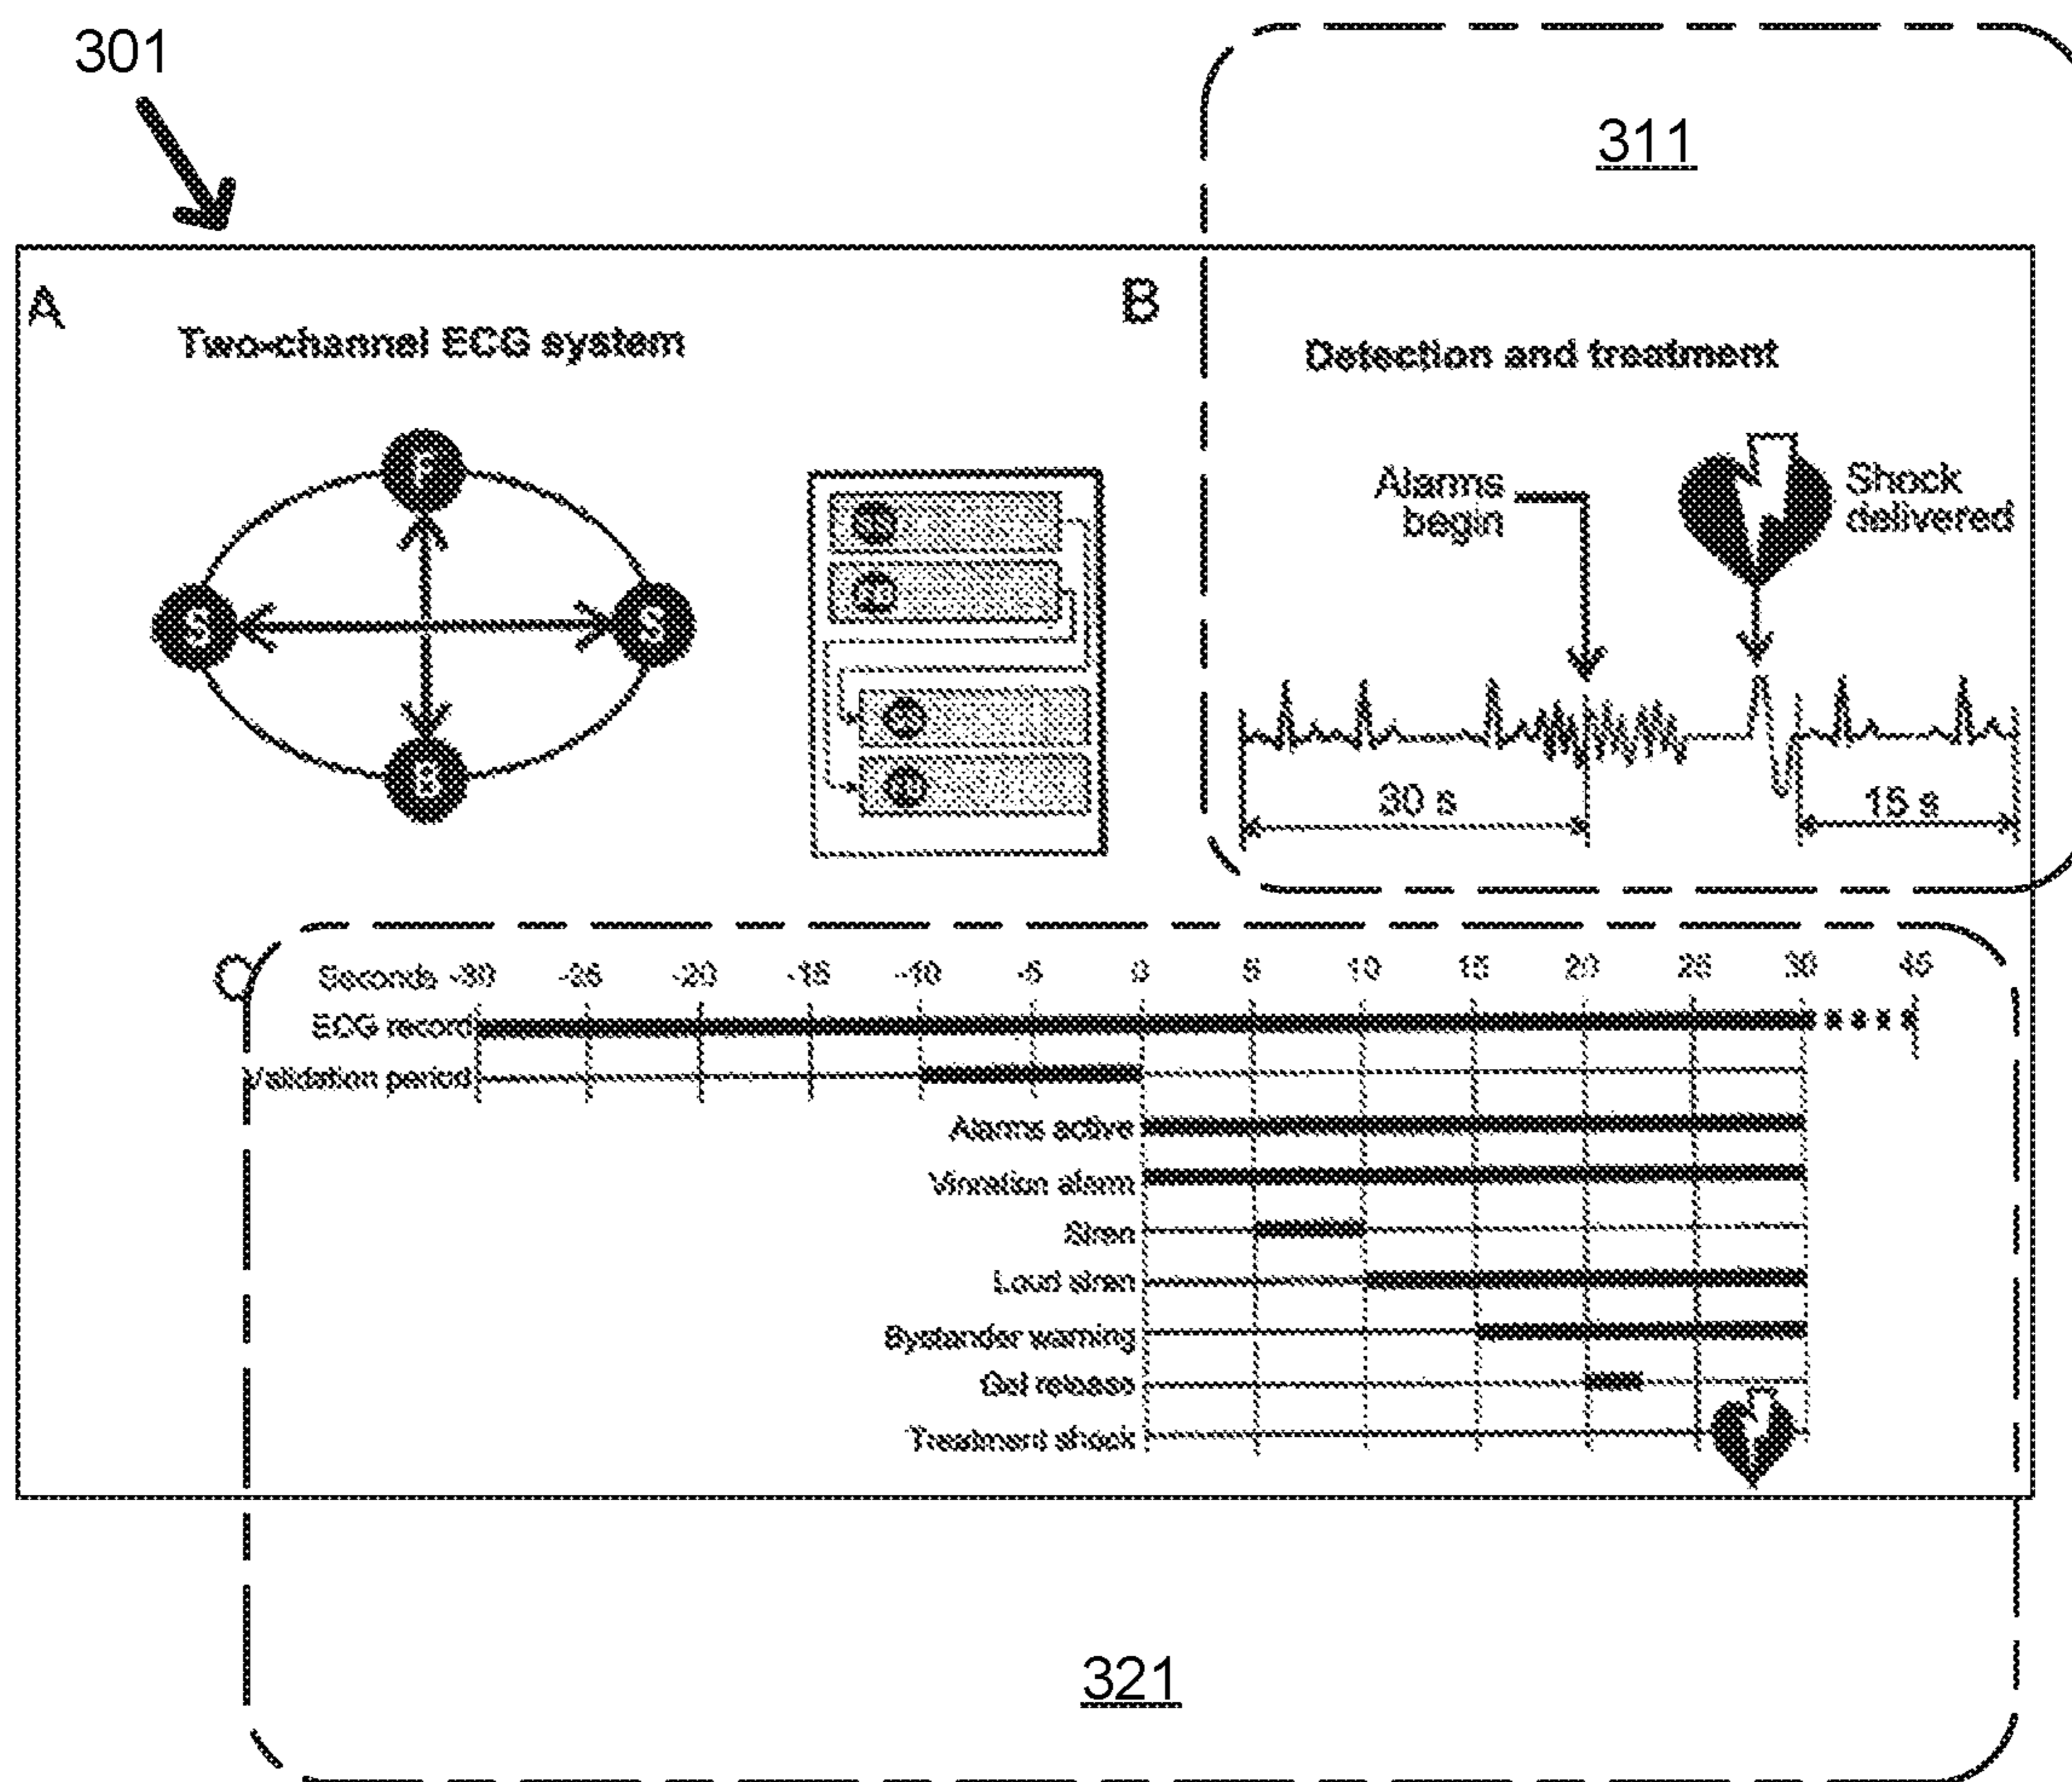 301
311
A
B
Two-channel ECG system
Detection and treatment
F
S
S
B
Alarms
begin
Shock
delivered
30 s
15 s
C
Seconds -30 -25 -20 -15 -10 -5 0 5 10 15 20 25 30 45
ECG record
Validation period
Alarms active
Vinration alarm
Siren
Loud siren
Bystander warning
Gel release
Treatment shock
321